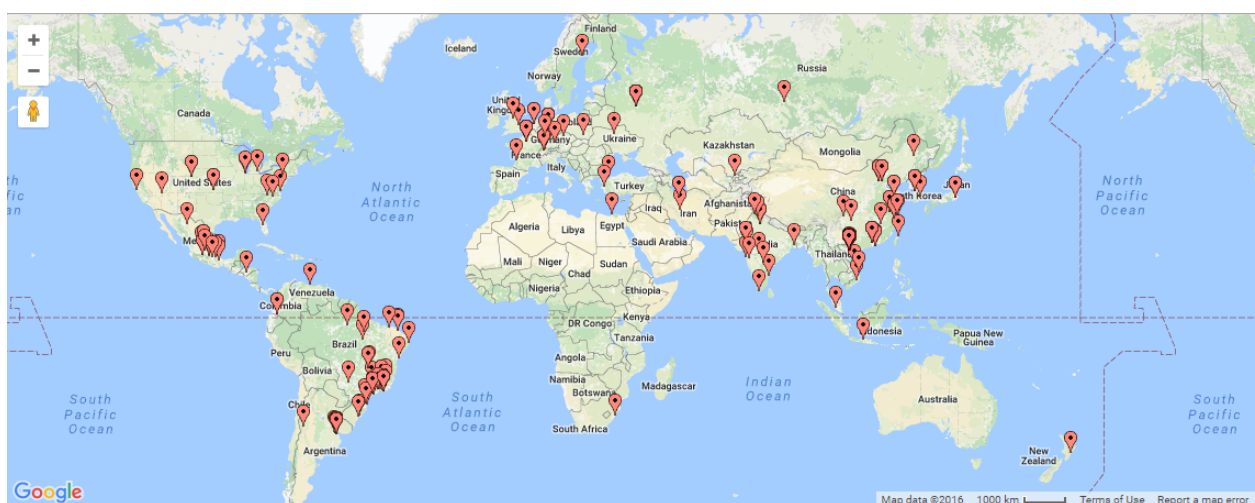 +
−
Iceland
Finland
Sweden
Norway
Russia
Canada
United
Kingdom
Ukraine
Germany
France
Kazakhstan
Mongolia
Italy
Spain
Turkey
United States
North
Atlantic
Ocean
North
Pacific
Ocean
China
South Korea
Japan
Afghanistan
Iraq
Iran
Pakistan
Algeria
Libya
Egypt
Saudi Arabia
Mali
Niger
Sudan
Chad
Thailand
Nigeria
Ethiopia
Venezuela
Colombia
DR Congo
Kenya
Tanzania
Indonesia
Papua New
Guinea
Brazil
Peru
Bolivia
Angola
Namibia
Botswana
Madagascar
Indian
Ocean
Australia
South
Pacific
Ocean
Chile
South
Atlantic
Ocean
South
Pacific
Ocean
South Africa
Argentina
New
Zealand
Google
Map data ©2016
1000 km
Terms of Use
Report a map error